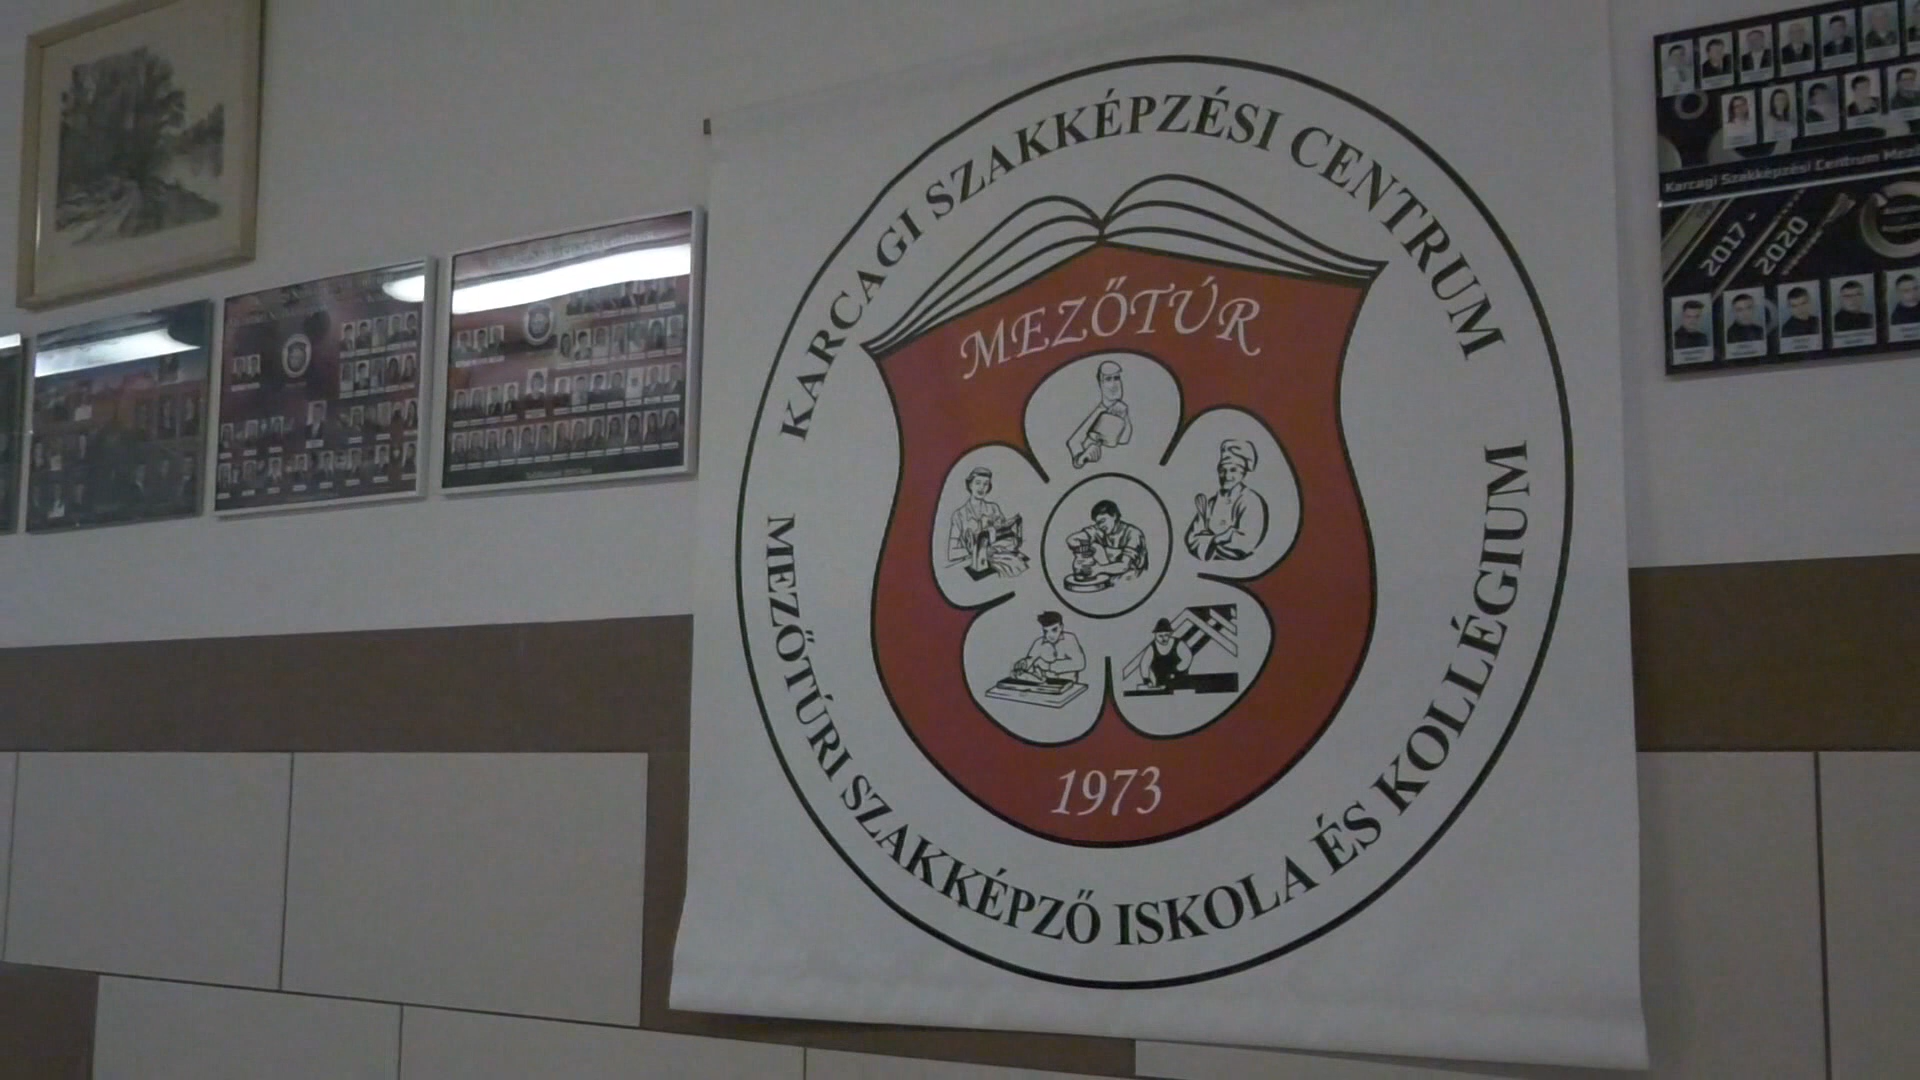 KARCAGI SZAKKÉPZÉSI CENTRUM
MEZŐTÚR
1973
MEZŐTÚRI SZAKKÉPZŐ ISKOLA ÉS KOLLÉGIUM
Karcagi Szakképzési Centrum
2017 -
2020